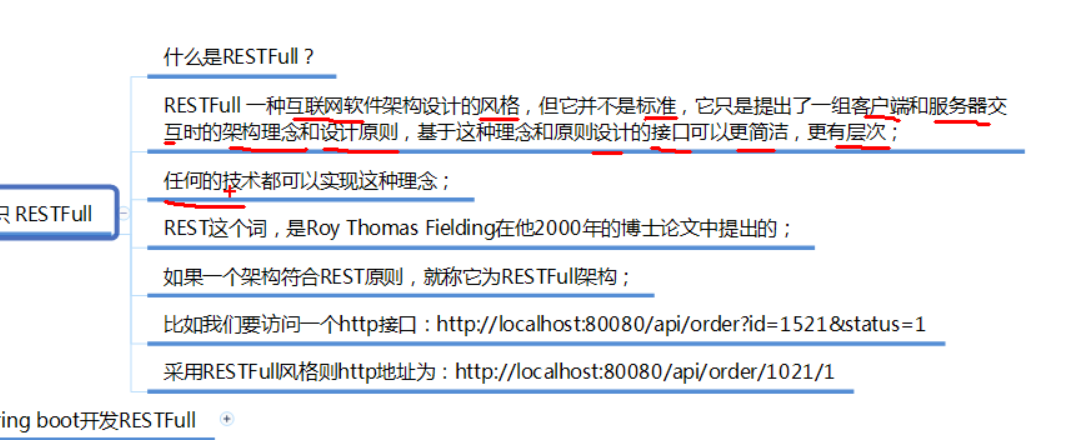 什么是RESTFull？
RESTFull 一种互联网软件架构设计的风格，但它并不是标准，它只是提出了一组客户端和服务器交
互时的架构理念和设计原则，基于这种理念和原则设计的接口可以更简洁，更有层次；
任何的技术都可以实现这种理念；
识 RESTFull
REST这个词，是Roy Thomas Fielding在他2000年的博士论文中提出的；
如果一个架构符合REST原则，就称它为RESTFull架构；
比如我们要访问一个http接口：http://localhost:80080/api/order?id=1521&status=1
采用RESTFull风格则http地址为：http://localhost:80080/api/order/1021/1
ring boot开发RESTFull